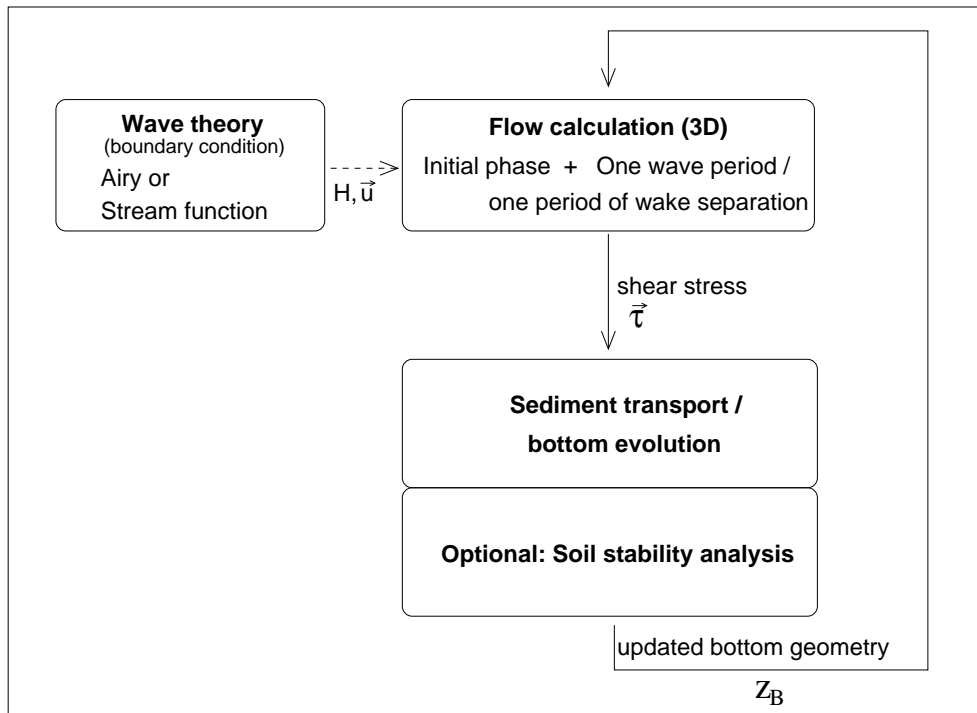 Wave theory
(boundary condition)
Airy or
Stream function
H, u⃗
Flow calculation (3D)
Initial phase + One wave period /
one period of wake separation
shear stress
τ⃗
Sediment transport /
bottom evolution
Optional: Soil stability analysis
updated bottom geometry
z_B